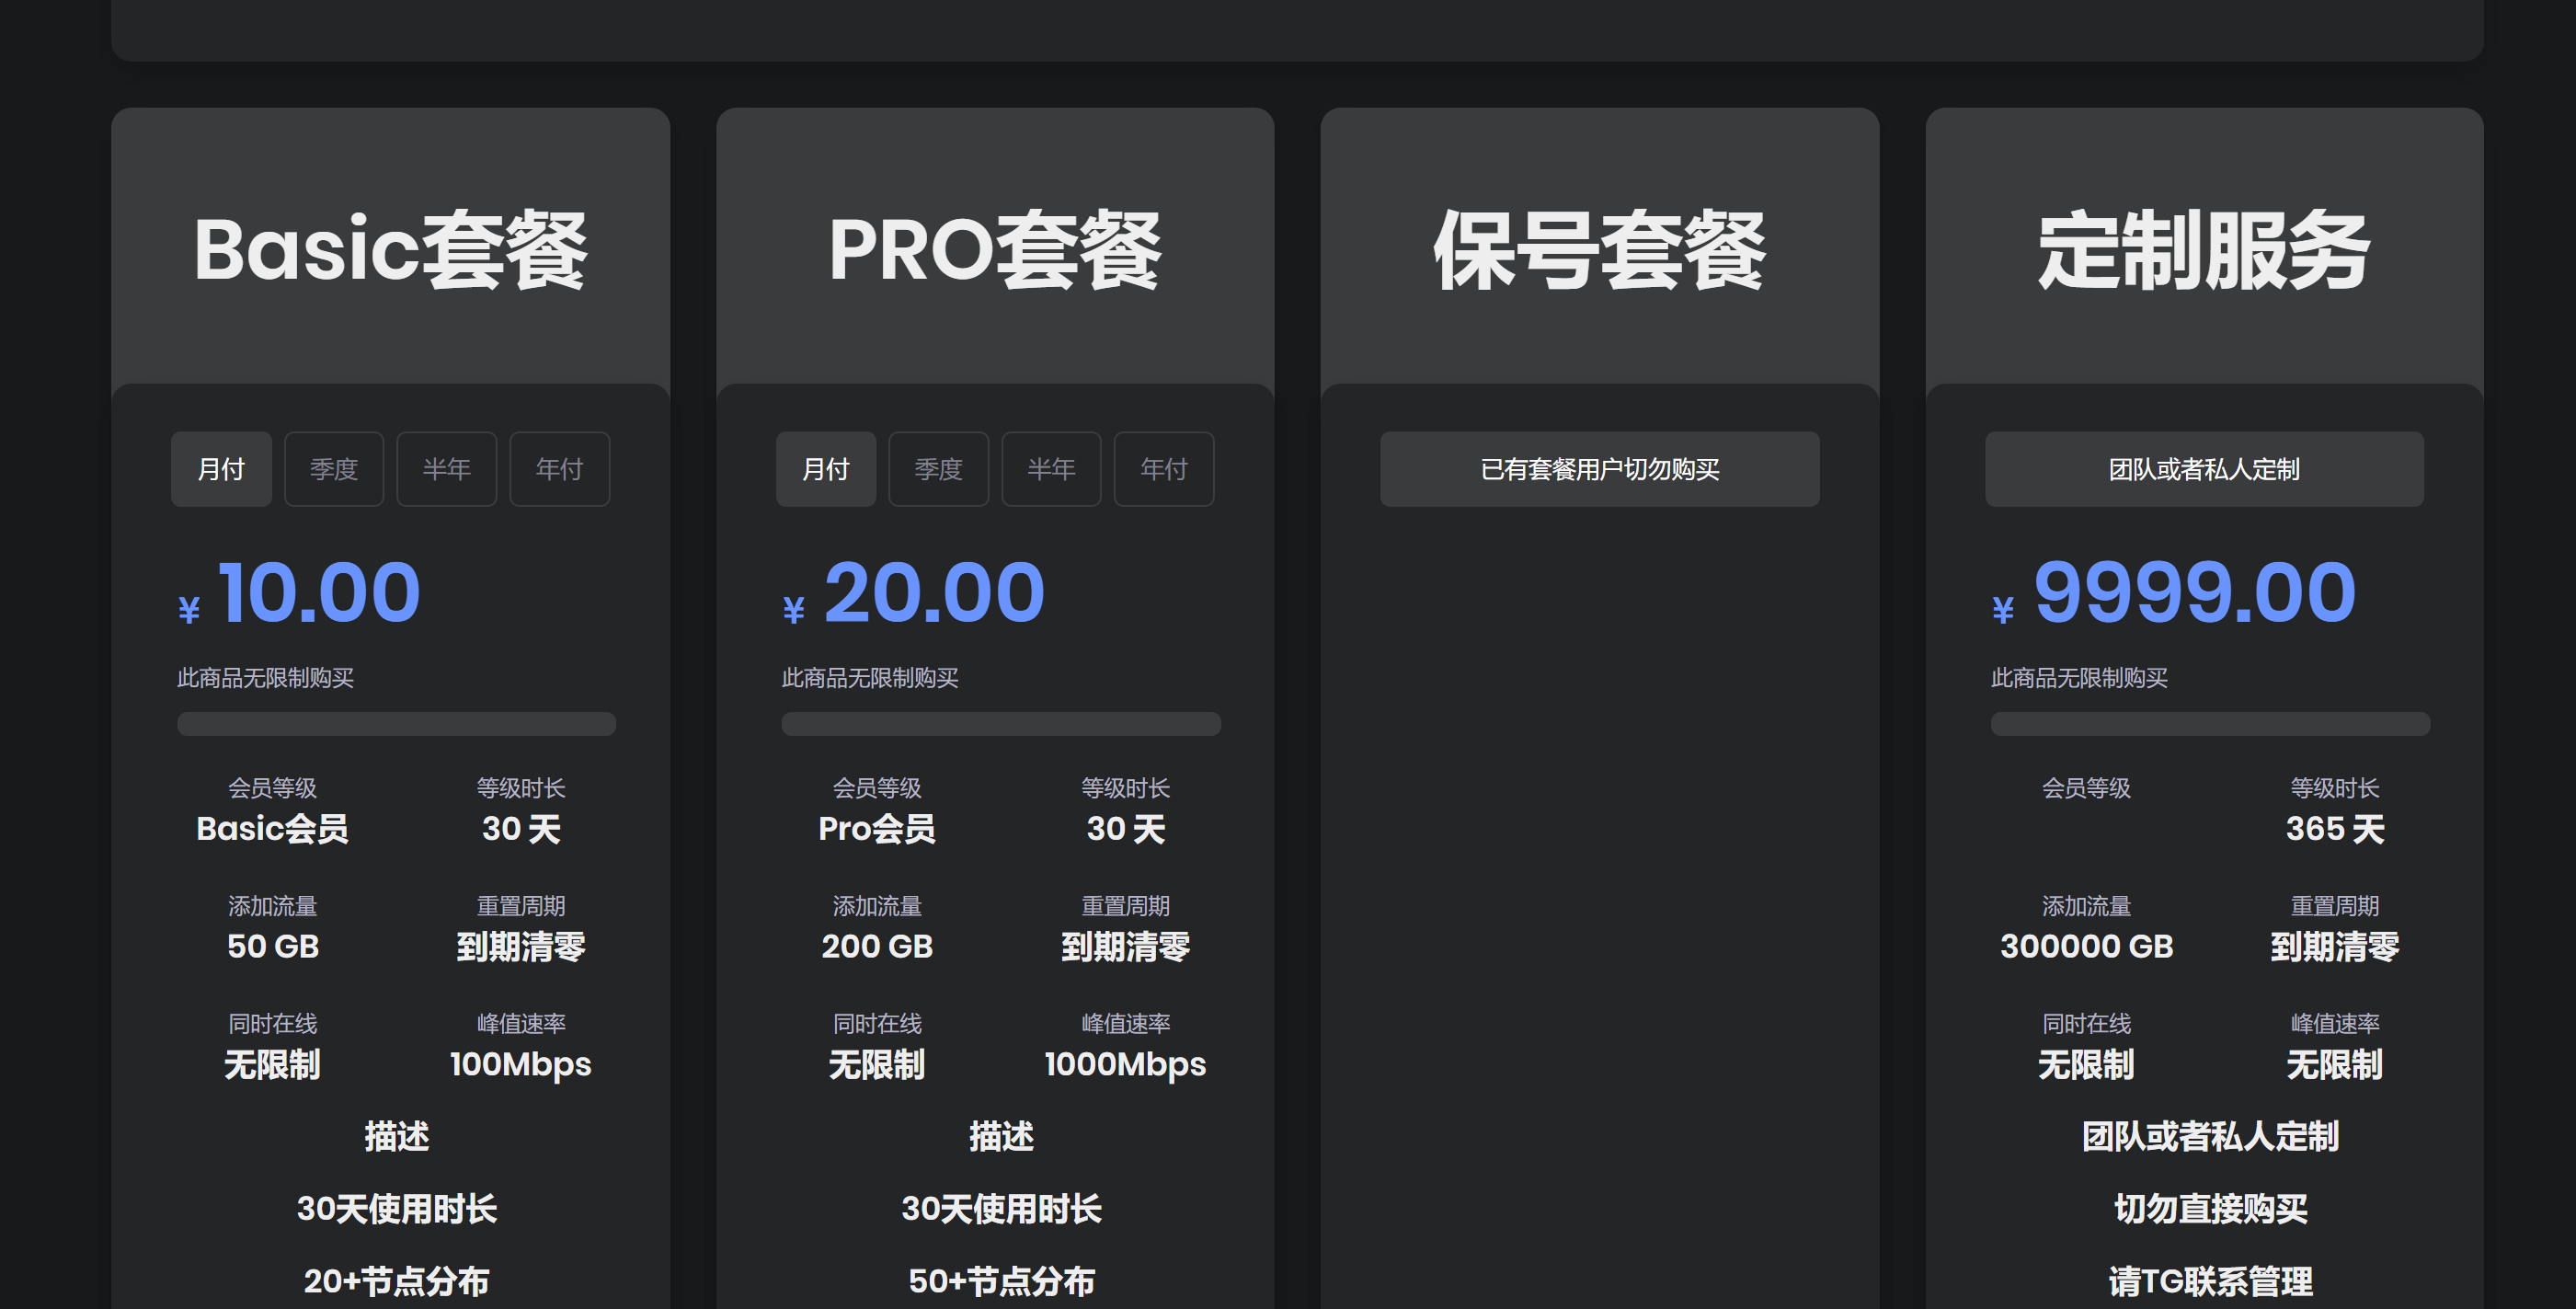 Basic套餐
月付 季度 半年 年付
¥ 10.00
此商品无限制购买
会员等级 等级时长
Basic会员 30 天
添加流量 重置周期
50 GB 到期清零
同时在线 峰值速率
无限制 100Mbps
描述
30天使用时长
20+节点分布
PRO套餐
月付 季度 半年 年付
¥ 20.00
此商品无限制购买
会员等级 等级时长
Pro会员 30 天
添加流量 重置周期
200 GB 到期清零
同时在线 峰值速率
无限制 1000Mbps
描述
30天使用时长
50+节点分布
保号套餐
已有套餐用户切勿购买
定制服务
团队或者私人定制
¥ 9999.00
此商品无限制购买
会员等级 等级时长
365 天
添加流量 重置周期
300000 GB 到期清零
同时在线 峰值速率
无限制 无限制
团队或者私人定制
切勿直接购买
请TG联系管理